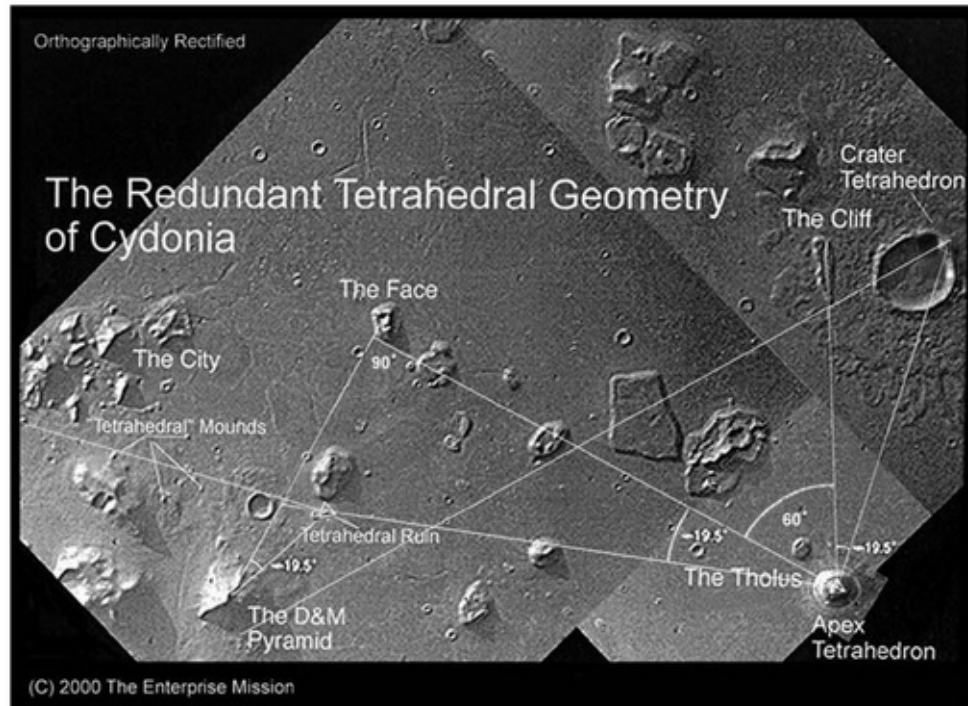 Orthographically Rectified
The Redundant Tetrahedral Geometry
of Cydonia
Crater
Tetrahedron
The Cliff
The Face
90°
The City
"Tetrahedral" Mounds
Tetrahedral Ruin
~19.5°
60°
~19.5°
~19.5°
The Tholus
The D&M
Pyramid
Apex
Tetrahedron
(C) 2000 The Enterprise Mission